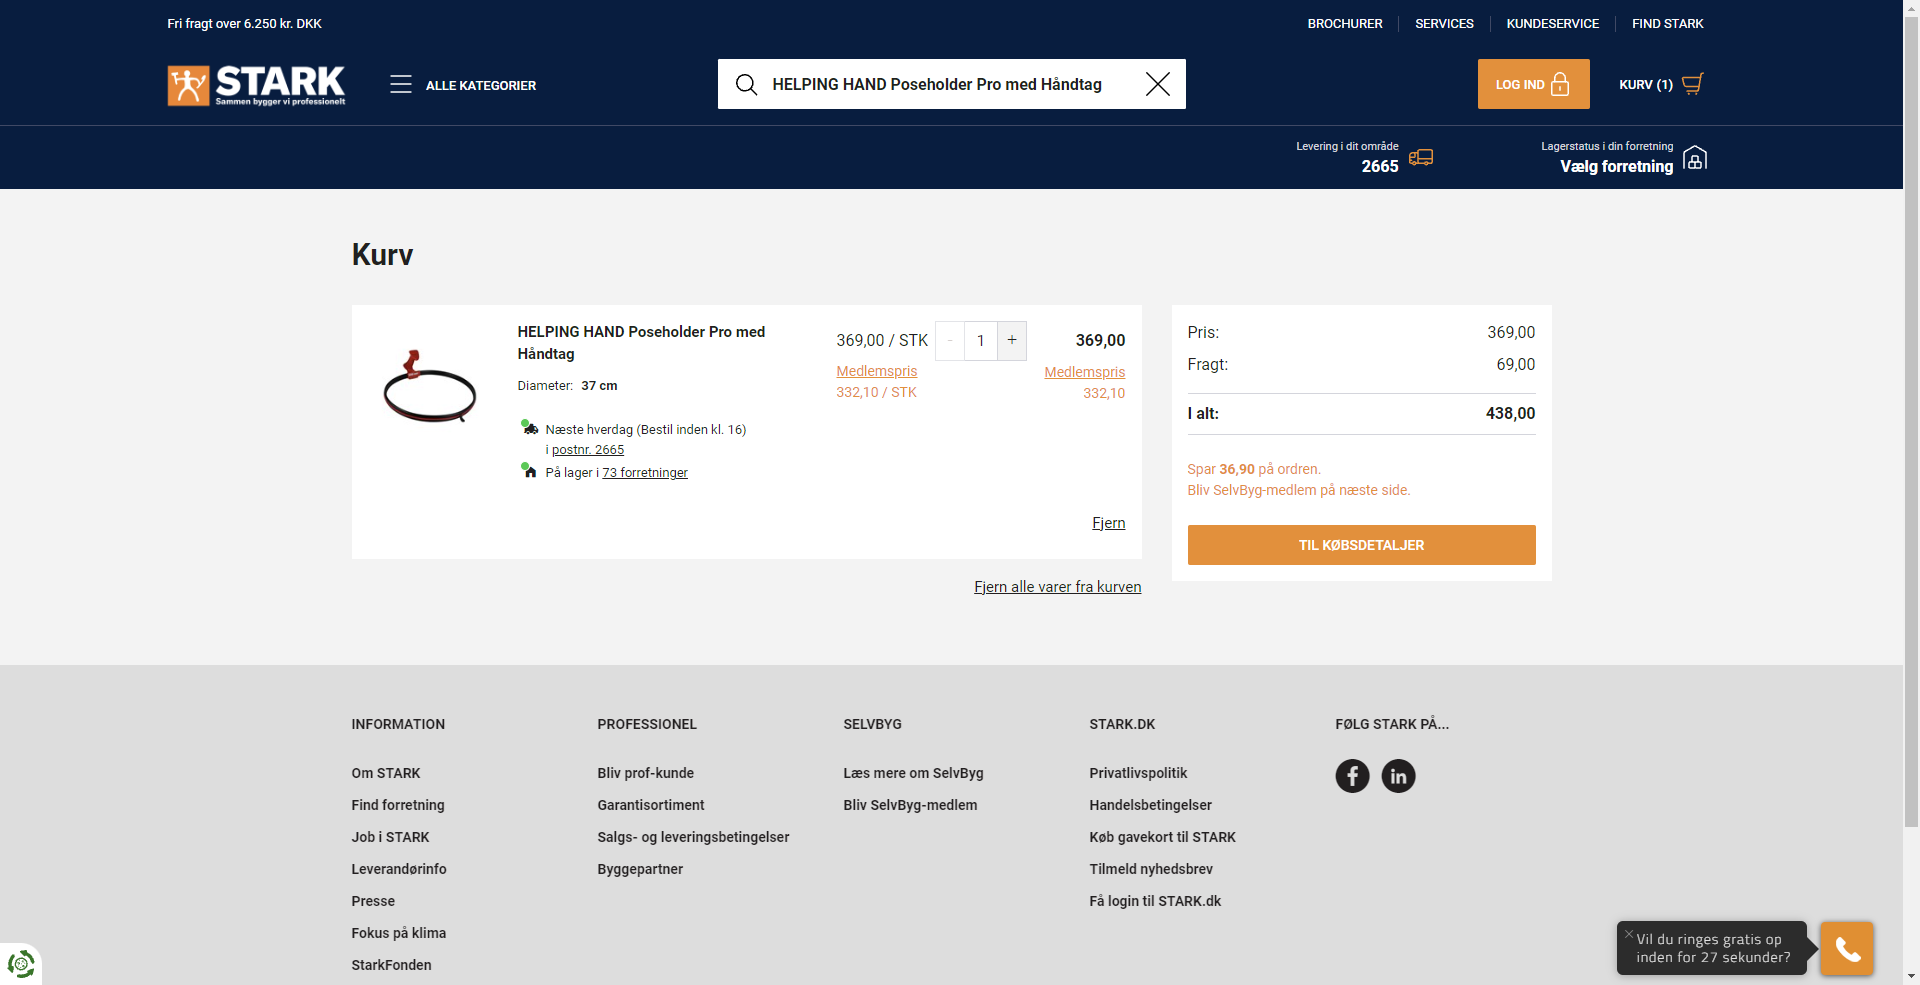 Fri fragt over 6.250 kr. DKK
BROCHURER
SERVICES
KUNDESERVICE
FIND STARK
STARK
Sammen bygger vi professionelt
ALLE KATEGORIER
HELPING HAND Poseholder Pro med Håndtag
LOG IND
KURV (1)
Levering i dit område
2665
Lagerstatus i din forretning
Vælg forretning
Kurv
HELPING HAND Poseholder Pro med
Håndtag
Diameter: 37 cm
Næste hverdag (Bestil inden kl. 16)
i postnr. 2665
På lager i 73 forretninger
369,00 / STK
- 1 +
369,00
Medlemspris
332,10 / STK
Medlemspris
332,10
Fjern
Fjern alle varer fra kurven
Pris: 369,00
Fragt: 69,00
I alt: 438,00
Spar 36,90 på ordren.
Bliv SelvByg-medlem på næste side.
TIL KØBSDETALJER
INFORMATION
Om STARK
Find forretning
Job i STARK
Leverandørinfo
Presse
Fokus på klima
StarkFonden
PROFESSIONEL
Bliv prof-kunde
Garantisortiment
Salgs- og leveringsbetingelser
Byggepartner
SELVBYG
Læs mere om SelvByg
Bliv SelvByg-medlem
STARK.DK
Privatlivspolitik
Handelsbetingelser
Køb gavekort til STARK
Tilmeld nyhedsbrev
Få login til STARK.dk
FØLG STARK PÅ...
f
in
Vil du ringes gratis op
inden for 27 sekunder?